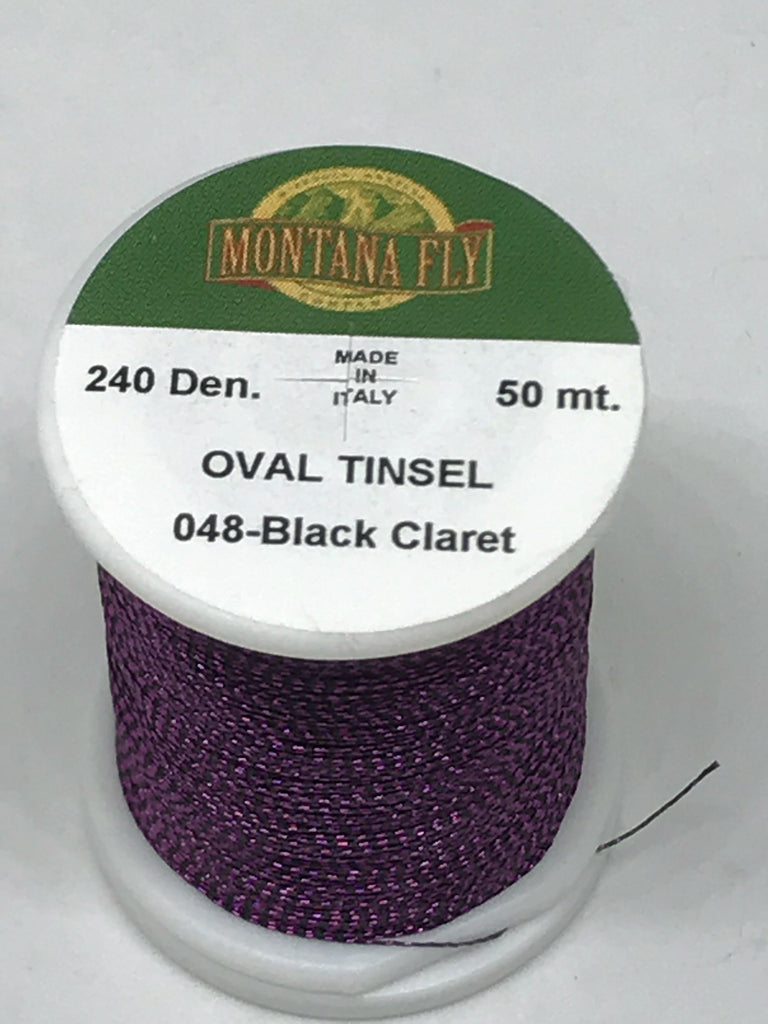 MONTANA FLY
MADE
IN
ITALY
240 Den.
50 mt.
OVAL TINSEL
048-Black Claret